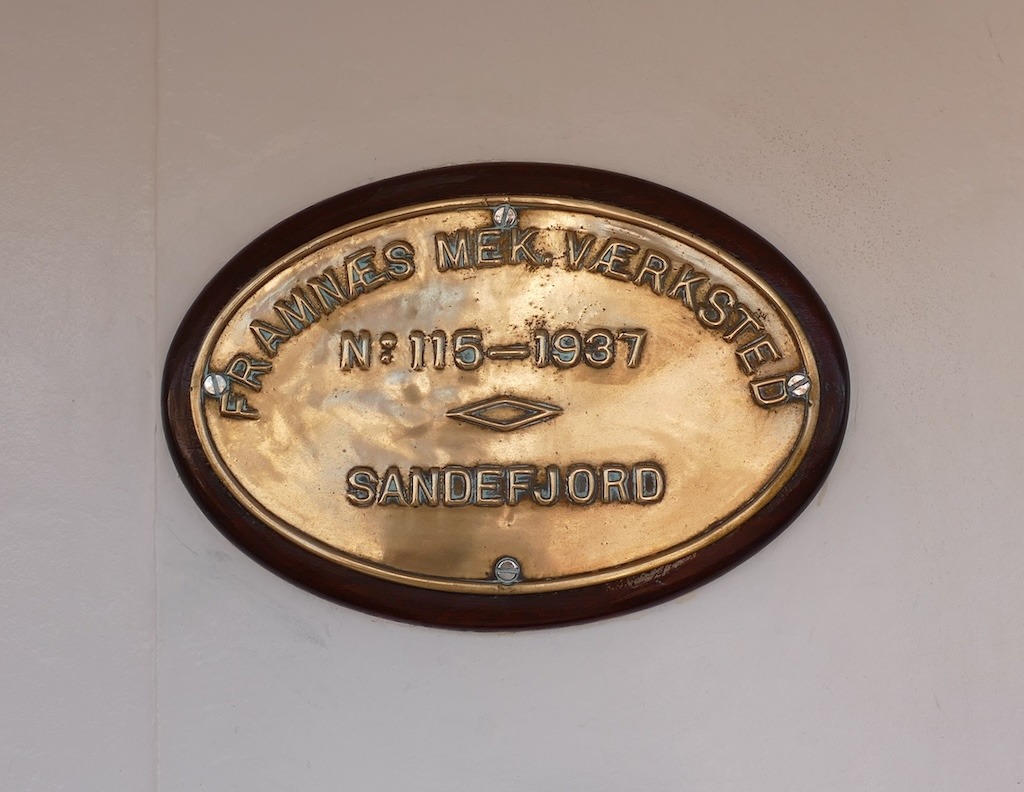 FRAMNÆS MEK. VÆRKSTED
Nº: 115—1937
SANDEFJORD